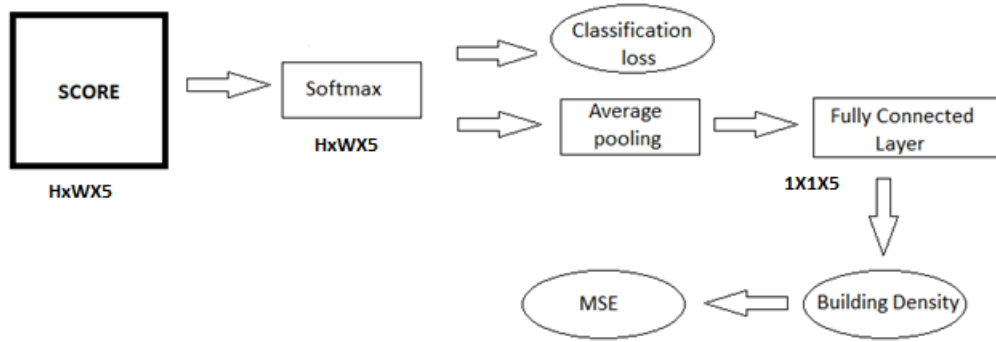 SCORE
HxWX5
Softmax
HxWX5
Classification
loss
Average
pooling
Fully Connected
Layer
1X1X5
Building Density
MSE